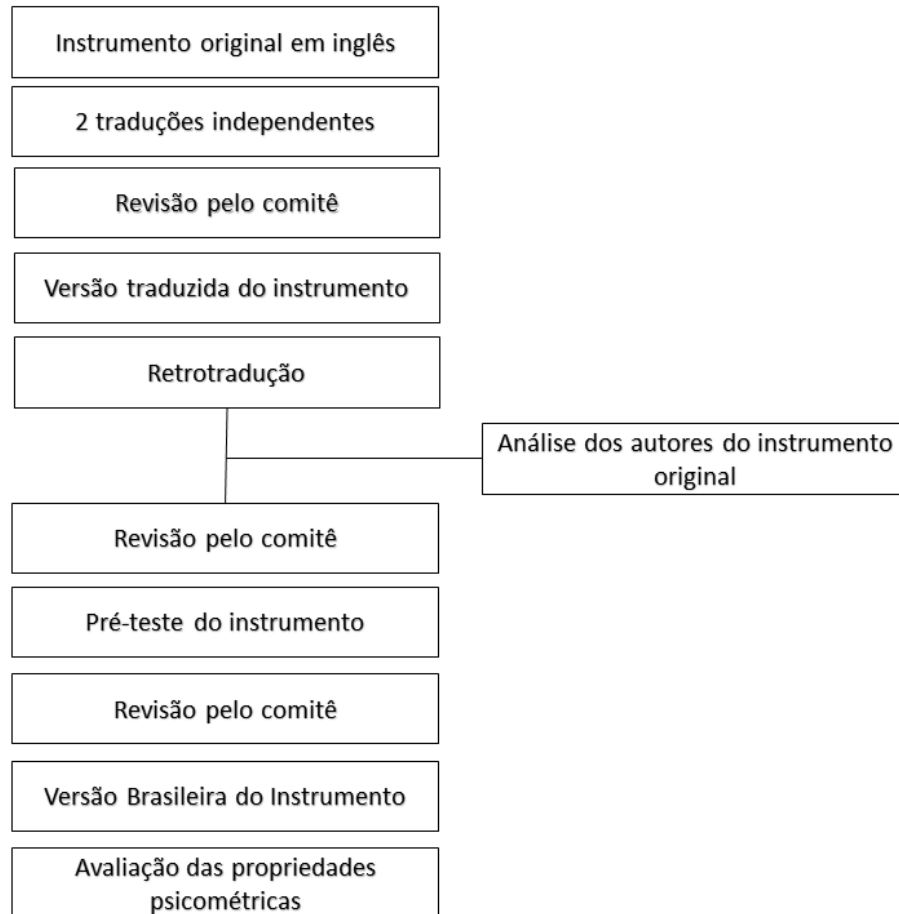 Instrumento original em inglês
2 traduções independentes
Revisão pelo comitê
Versão traduzida do instrumento
Retrotradução
Análise dos autores do instrumento
original
Revisão pelo comitê
Pré-teste do instrumento
Revisão pelo comitê
Versão Brasileira do Instrumento
Avaliação das propriedades
psicométricas